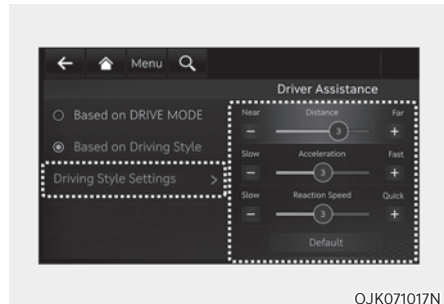 Menu
Driver Assistance
Based on DRIVE MODE
Based on Driving Style
Driving Style Settings >
Near Distance Far
− 3 +
Slow Acceleration Fast
− 3 +
Slow Reaction Speed Quick
− 3 +
Default
OJK071017N